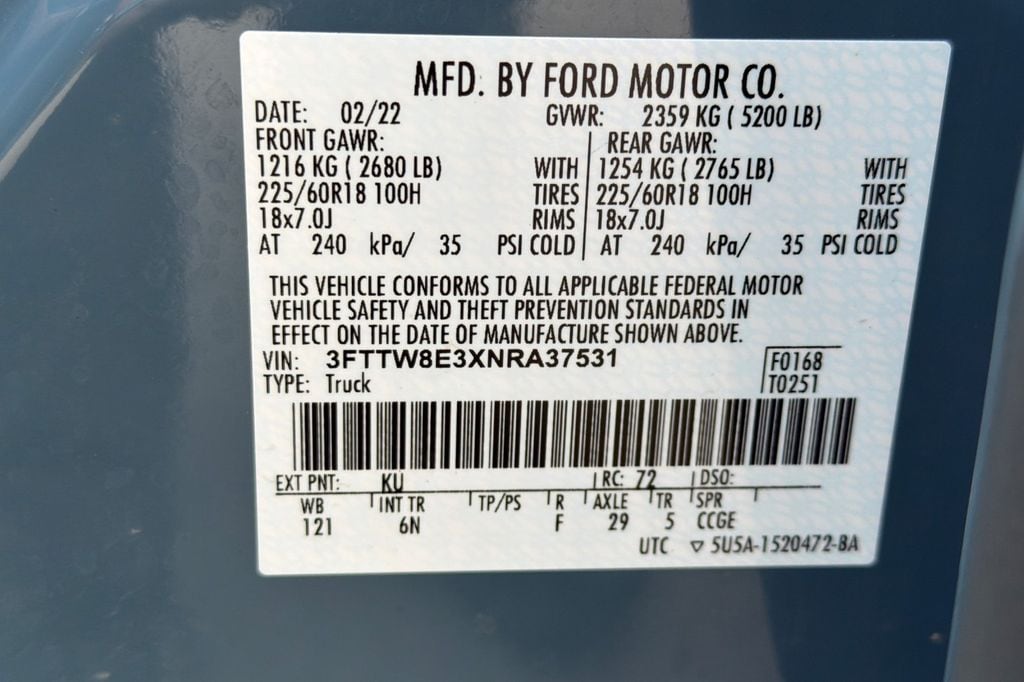 MFD. BY FORD MOTOR CO.
DATE: 02/22 GVWR: 2359 KG ( 5200 LB)
FRONT GAWR: REAR GAWR:
1216 KG ( 2680 LB) WITH 1254 KG ( 2765 LB) WITH
225/60R18 100H TIRES 225/60R18 100H TIRES
18x7.0J RIMS 18x7.0J RIMS
AT 240 kPa/ 35 PSI COLD AT 240 kPa/ 35 PSI COLD
THIS VEHICLE CONFORMS TO ALL APPLICABLE FEDERAL MOTOR
VEHICLE SAFETY AND THEFT PREVENTION STANDARDS IN
EFFECT ON THE DATE OF MANUFACTURE SHOWN ABOVE.
VIN: 3FTTW8E3XNRA37531 F0168
TYPE: Truck T0251
EXT PNT: KU RC: 72 DSO:
WB INT TR TP/PS R AXLE TR SPR
121 6N F 29 5 CCGE
UTC ▽ 5U5A-1520472-BA